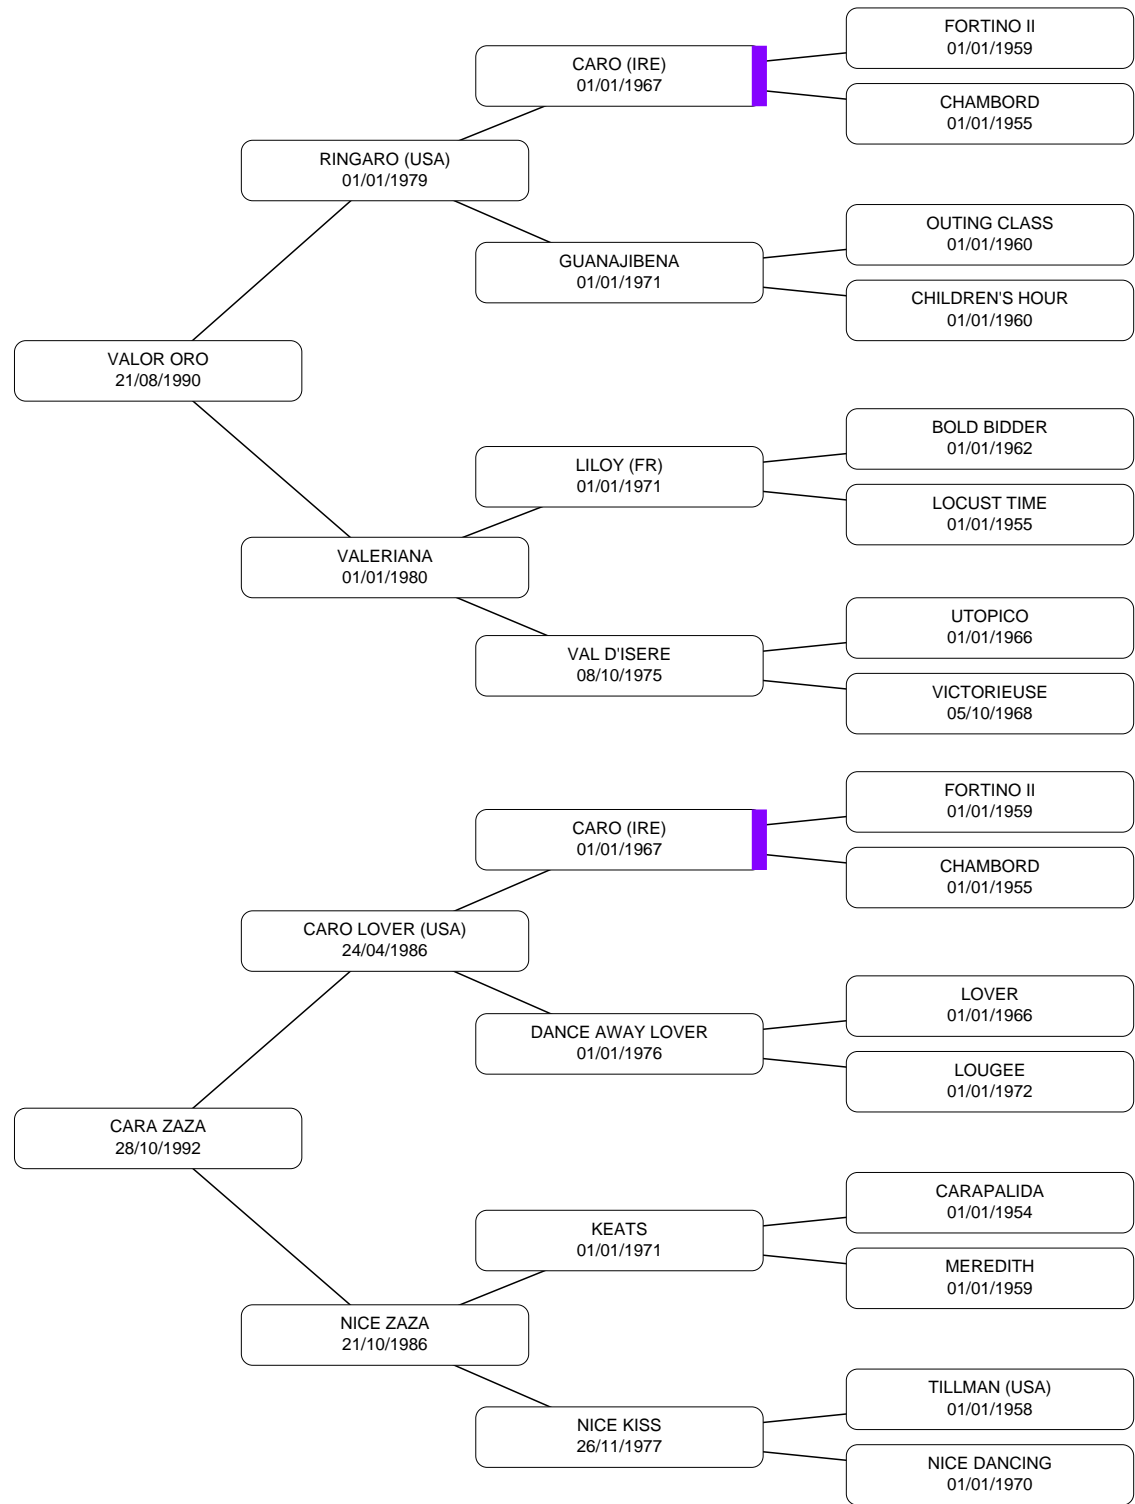 FORTINO II
01/01/1959
CARO (IRE)
01/01/1967
CHAMBORD
01/01/1955
RINGARO (USA)
01/01/1979
OUTING CLASS
01/01/1960
GUANAJIBENA
01/01/1971
CHILDREN'S HOUR
01/01/1960
VALOR ORO
21/08/1990
BOLD BIDDER
01/01/1962
LILOY (FR)
01/01/1971
LOCUST TIME
01/01/1955
VALERIANA
01/01/1980
UTOPICO
01/01/1966
VAL D'ISERE
08/10/1975
VICTORIEUSE
05/10/1968
FORTINO II
01/01/1959
CARO (IRE)
01/01/1967
CHAMBORD
01/01/1955
CARO LOVER (USA)
24/04/1986
LOVER
01/01/1966
DANCE AWAY LOVER
01/01/1976
LOUGEE
01/01/1972
CARA ZAZA
28/10/1992
CARAPALIDA
01/01/1954
KEATS
01/01/1971
MEREDITH
01/01/1959
NICE ZAZA
21/10/1986
TILLMAN (USA)
01/01/1958
NICE KISS
26/11/1977
NICE DANCING
01/01/1970